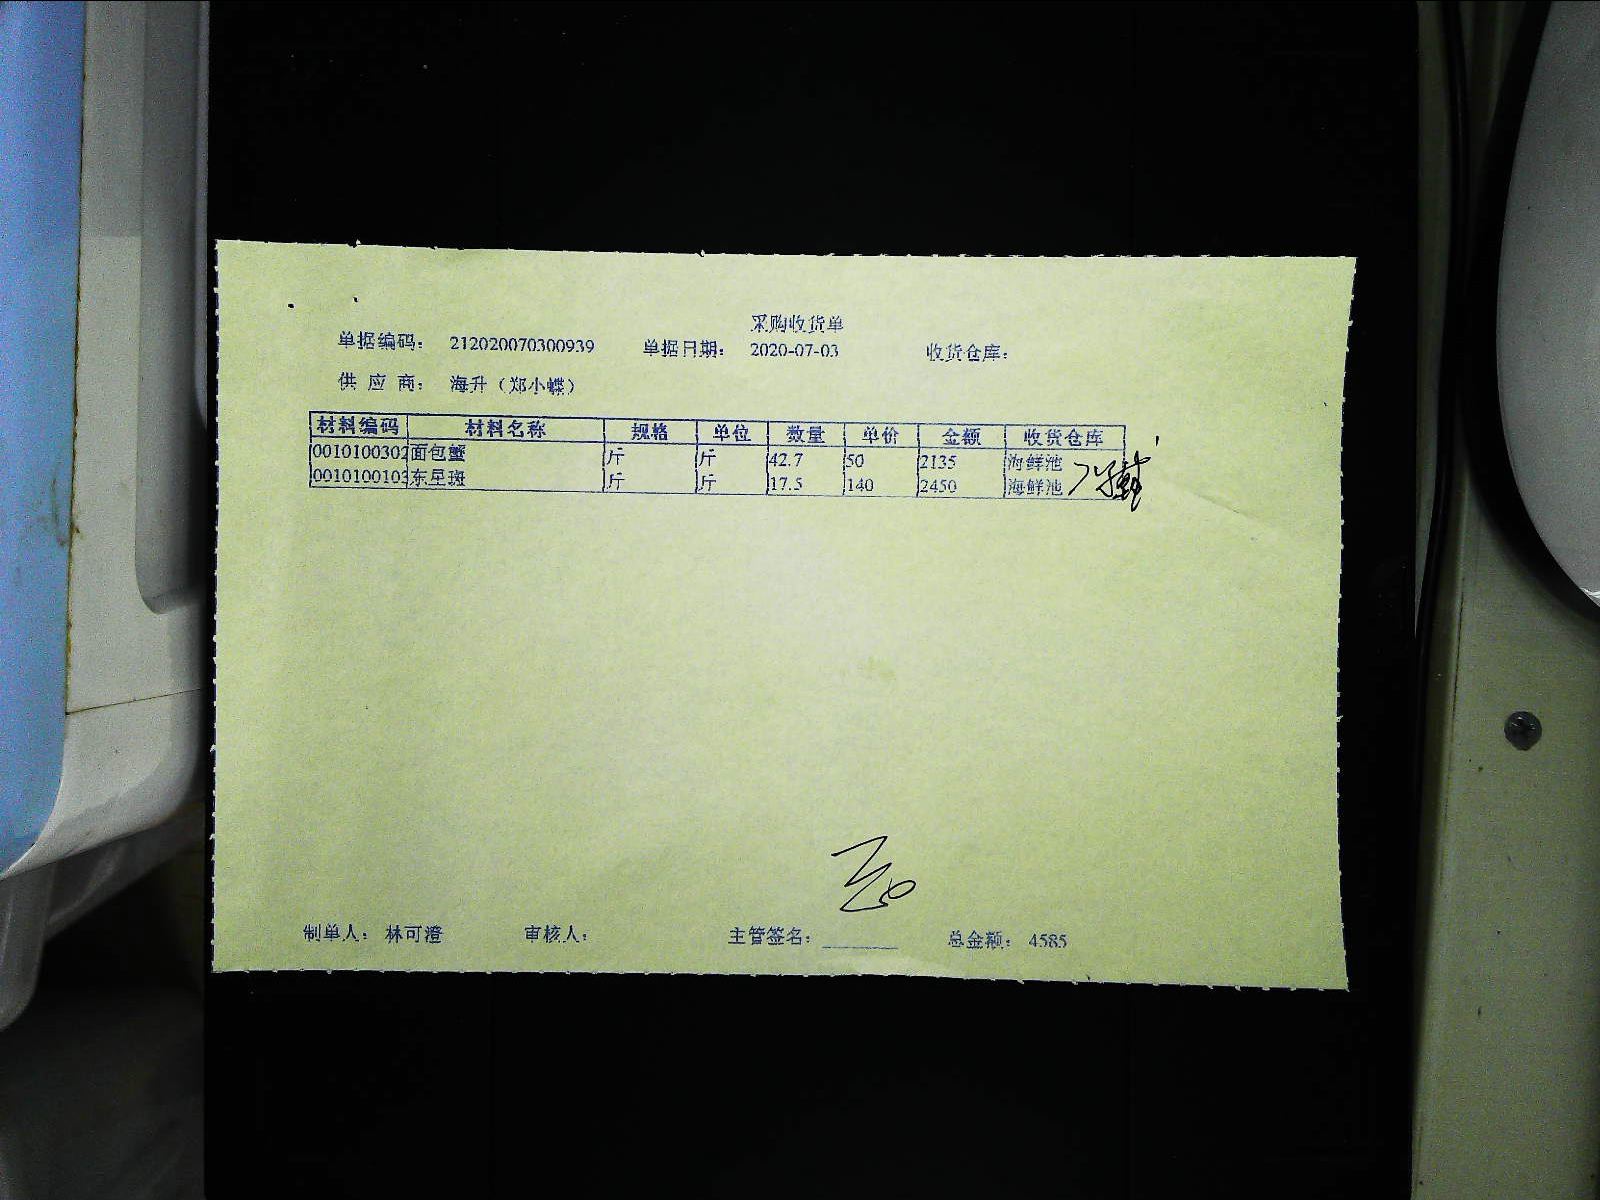 采购收货单
单据编码： 212020070300939 单据日期： 2020-07-03 收货仓库：
供 应 商： 海升（郑小蝶）
材料编码 材料名称 规格 单位 数量 单价 金额 收货仓库
0010100302 面包蟹 斤 斤 42.7 50 2135 海鲜池
0010100103 东星斑 斤 斤 17.5 140 2450 海鲜池
制单人： 林可澄 审核人： 主管签名： 总金额： 4585